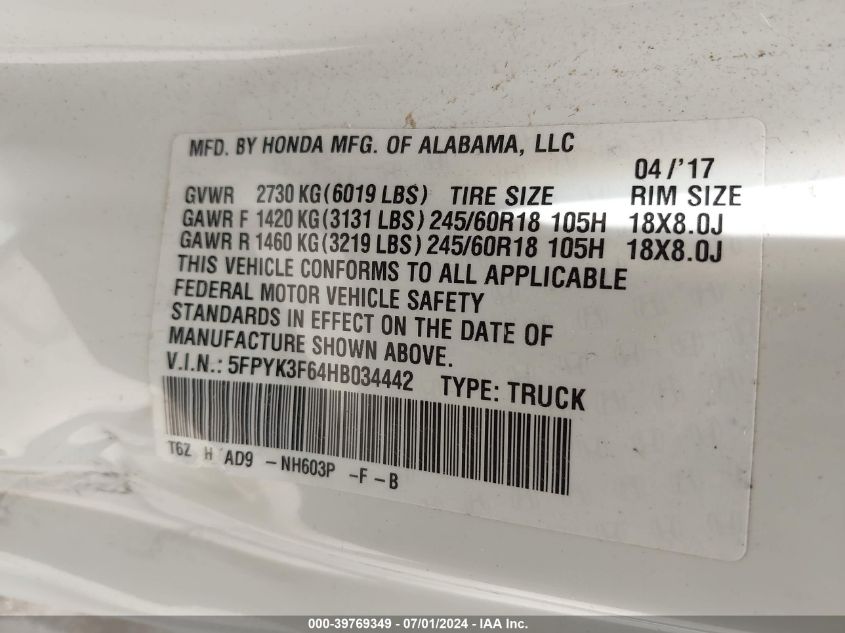 MFD. BY HONDA MFG. OF ALABAMA, LLC
04/'17
GVWR 2730 KG(6019 LBS) TIRE SIZE RIM SIZE
GAWR F 1420 KG(3131 LBS) 245/60R18 105H 18X8.0J
GAWR R 1460 KG(3219 LBS) 245/60R18 105H 18X8.0J
THIS VEHICLE CONFORMS TO ALL APPLICABLE
FEDERAL MOTOR VEHICLE SAFETY
STANDARDS IN EFFECT ON THE DATE OF
MANUFACTURE SHOWN ABOVE.
V.I.N.: 5FPYK3F64HB034442 TYPE: TRUCK
T6Z H AD9 -NH603P -F-B
000-39769349 - 07/01/2024 - IAA Inc.